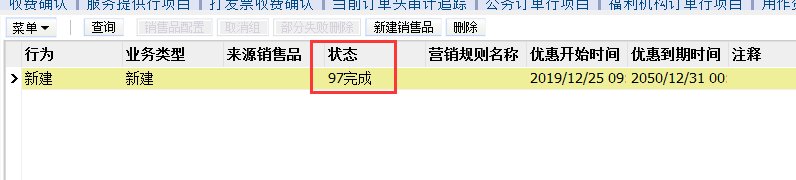 收费确认 服务提供行项目 打发票收费确认 当前订单头审计追踪 公务订单行项目 福利机构订单行项目 用作资
菜单 查询 销售品配置 取消组 部分失败删除 新建销售品 删除
行为 业务类型 来源销售品 状态 营销规则名称 优惠开始时间 优惠到期时间 注释
新建 新建 97完成 2019/12/25 09: 2050/12/31 00: